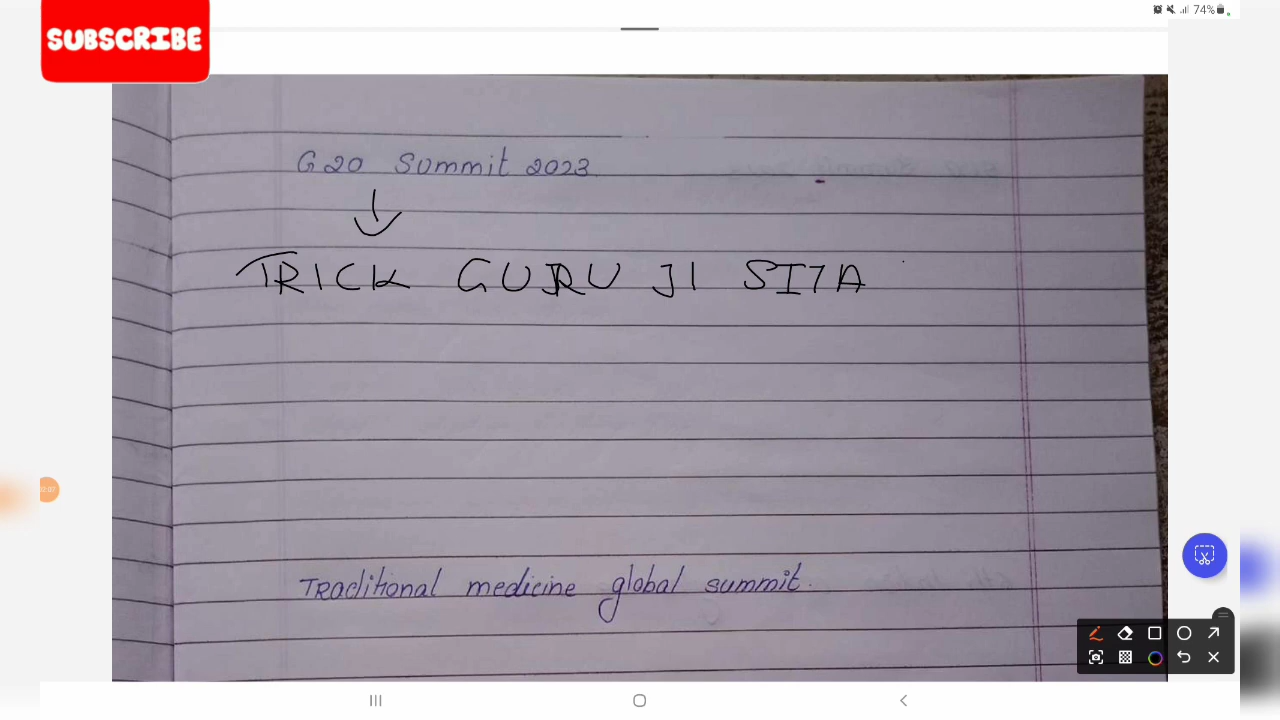 SUBSCRIBE
74%
G20 Summit 2023
TRICK GURU JI SITA
Traditional medicine global summit.